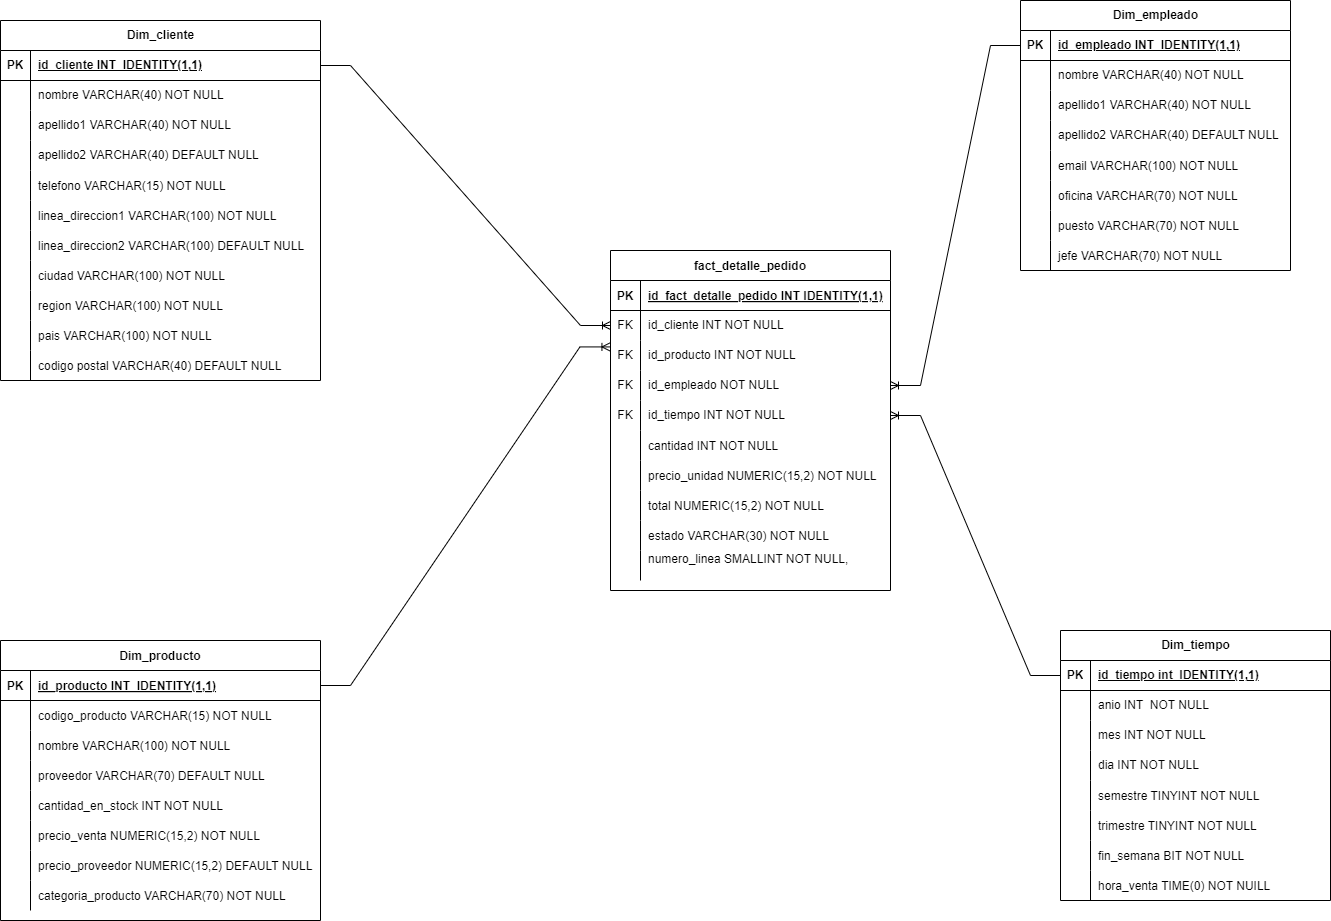 Dim_cliente
PK id_cliente INT IDENTITY(1,1)
nombre VARCHAR(40) NOT NULL
apellido1 VARCHAR(40) NOT NULL
apellido2 VARCHAR(40) DEFAULT NULL
telefono VARCHAR(15) NOT NULL
linea_direccion1 VARCHAR(100) NOT NULL
linea_direccion2 VARCHAR(100) DEFAULT NULL
ciudad VARCHAR(100) NOT NULL
region VARCHAR(100) NOT NULL
pais VARCHAR(100) NOT NULL
codigo postal VARCHAR(40) DEFAULT NULL
Dim_empleado
PK id_empleado INT IDENTITY(1,1)
nombre VARCHAR(40) NOT NULL
apellido1 VARCHAR(40) NOT NULL
apellido2 VARCHAR(40) DEFAULT NULL
email VARCHAR(100) NOT NULL
oficina VARCHAR(70) NOT NULL
puesto VARCHAR(70) NOT NULL
jefe VARCHAR(70) NOT NULL
fact_detalle_pedido
PK id_fact_detalle_pedido INT IDENTITY(1,1)
FK id_cliente INT NOT NULL
FK id_producto INT NOT NULL
FK id_empleado NOT NULL
FK id_tiempo INT NOT NULL
cantidad INT NOT NULL
precio_unidad NUMERIC(15,2) NOT NULL
total NUMERIC(15,2) NOT NULL
estado VARCHAR(30) NOT NULL
numero_linea SMALLINT NOT NULL,
Dim_producto
PK id_producto INT IDENTITY(1,1)
codigo_producto VARCHAR(15) NOT NULL
nombre VARCHAR(100) NOT NULL
proveedor VARCHAR(70) DEFAULT NULL
cantidad_en_stock INT NOT NULL
precio_venta NUMERIC(15,2) NOT NULL
precio_proveedor NUMERIC(15,2) DEFAULT NULL
categoria_producto VARCHAR(70) NOT NULL
Dim_tiempo
PK id_tiempo int IDENTITY(1,1)
anio INT NOT NULL
mes INT NOT NULL
dia INT NOT NULL
semestre TINYINT NOT NULL
trimestre TINYINT NOT NULL
fin_semana BIT NOT NULL
hora_venta TIME(0) NOT NUILL